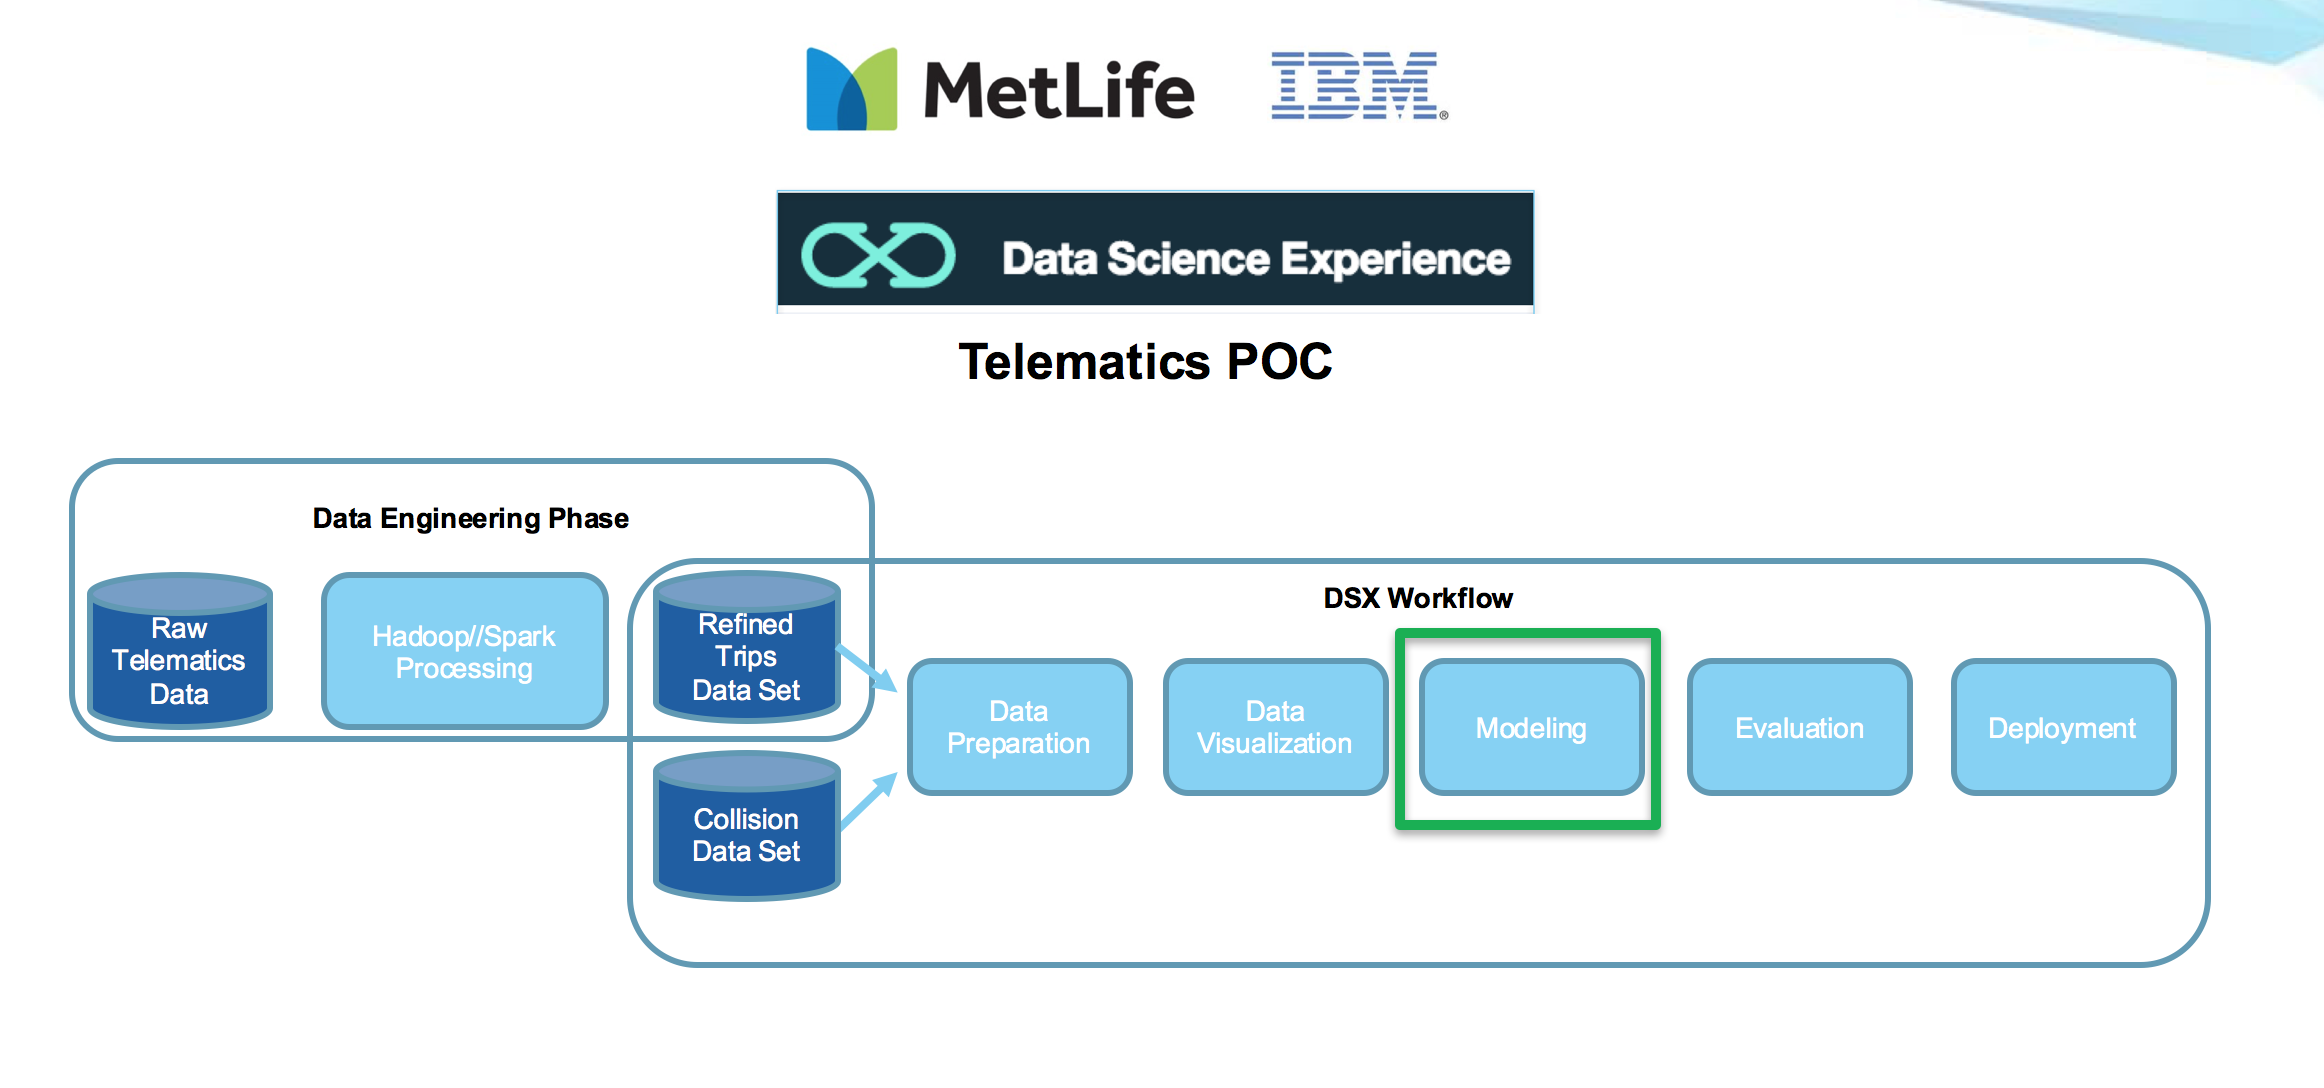 MetLife
IBM®
Data Science Experience
Telematics POC
Data Engineering Phase
Raw
Telematics
Data
Hadoop//Spark
Processing
Refined
Trips
Data Set
Collision
Data Set
DSX Workflow
Data
Preparation
Data
Visualization
Modeling
Evaluation
Deployment